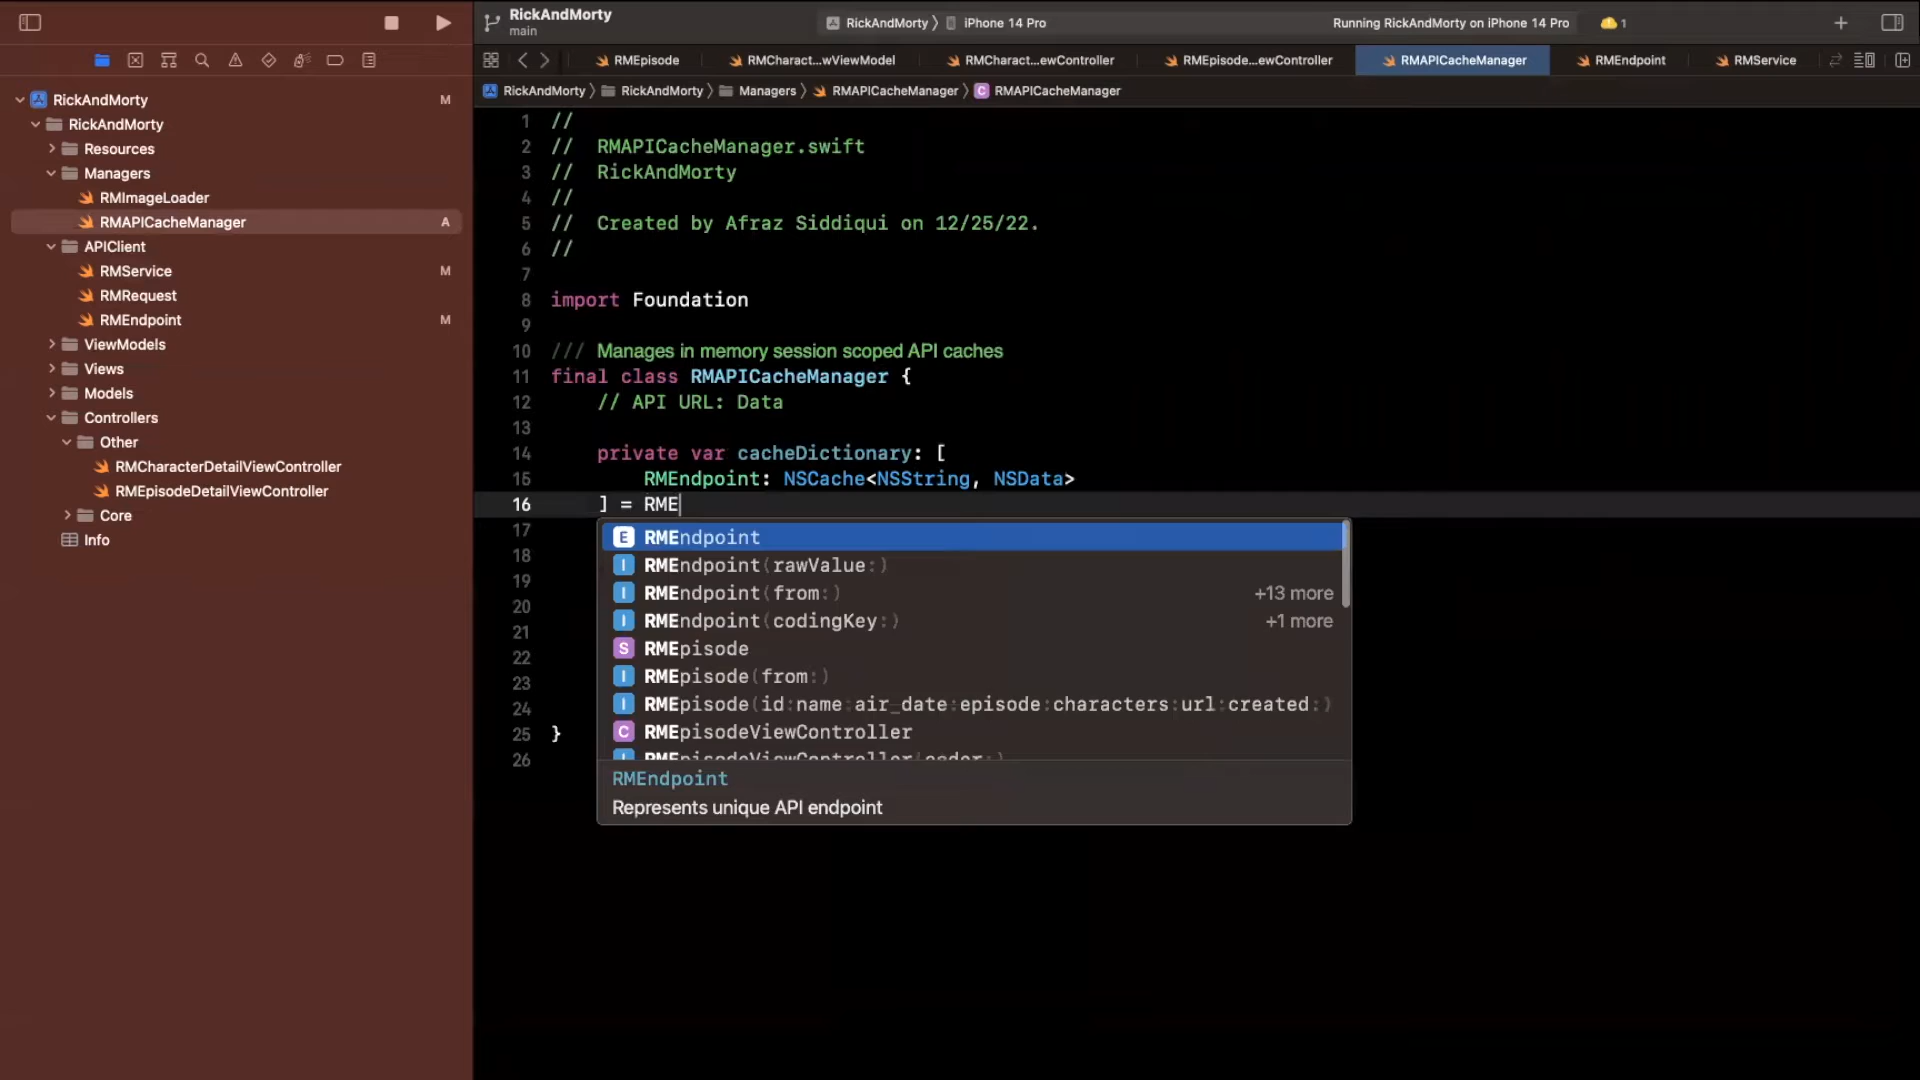 RickAndMorty
main
RickAndMorty
iPhone 14 Pro
Running RickAndMorty on iPhone 14 Pro
1
RMEpisode
RMCharact...wViewModel
RMCharact...ewController
RMEpisode...ewController
RMAPICacheManager
RMEndpoint
RMService
RickAndMorty
RickAndMorty
Managers
RMAPICacheManager
C RMAPICacheManager
RickAndMorty M
RickAndMorty
Resources
Managers
RMImageLoader
RMAPICacheManager A
APIClient
RMService M
RMRequest
RMEndpoint M
ViewModels
Views
Models
Controllers
Other
RMCharacterDetailViewController
RMEpisodeDetailViewController
Core
Info
1 //
2 //  RMAPICacheManager.swift
3 //  RickAndMorty
4 //
5 //  Created by Afraz Siddiqui on 12/25/22.
6 //
7
8 import Foundation
9
10 /// Manages in memory session scoped API caches
11 final class RMAPICacheManager {
12     // API URL: Data
13
14     private var cacheDictionary: [
15         RMEndpoint: NSCache<NSString, NSData>
16     ] = RME
17
18
19
20
21
22
23
24
25 }
26
E RMEndpoint
I RMEndpoint(rawValue:)
I RMEndpoint(from:) +13 more
I RMEndpoint(codingKey:) +1 more
S RMEpisode
I RMEpisode(from:)
I RMEpisode(id:name:air_date:episode:characters:url:created:)
C RMEpisodeViewController
I RMEpisodeViewController(coder:)
RMEndpoint
Represents unique API endpoint